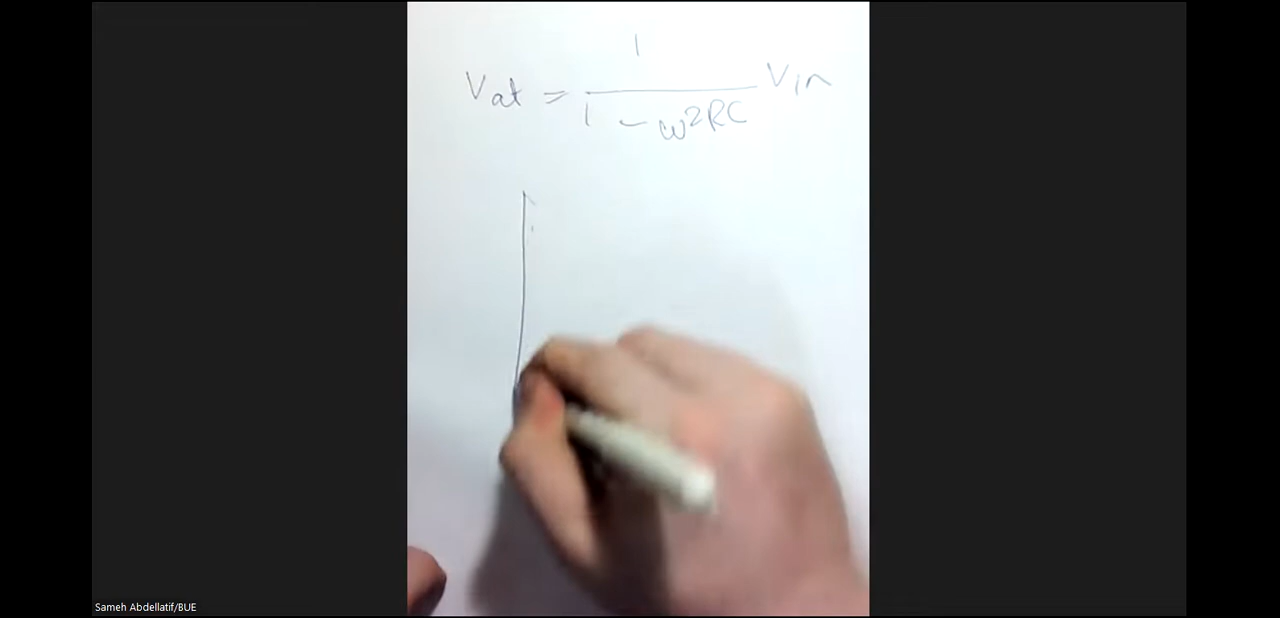 1
Vat = ─── Vin
1 - ω²RC
Sameh Abdellatif/BUE